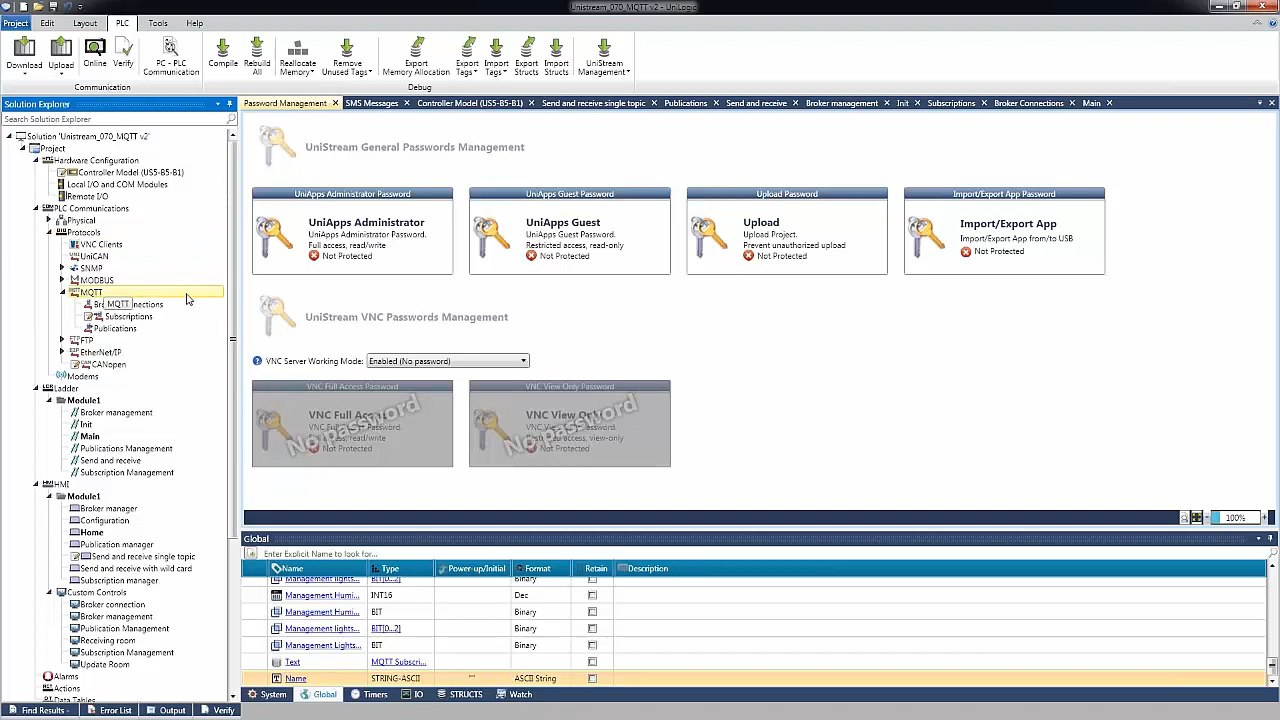 Unistream_070_MQTT v2* - UniLogic
Project Edit Layout PLC Tools Help
Download Upload Online Verify PC - PLC Communication Compile Rebuild All Reallocate Memory Remove Unused Tags Export Memory Allocation Export Tags Import Tags Export Structs Import Structs UniStream Management
Communication Debug
Solution Explorer
Password Management SMS Messages Controller Model (US5-B5-B1) Send and receive single topic Publications Send and receive Broker management Init Subscriptions Broker Connections Main
Search Solution Explorer
Solution 'Unistream_070_MQTT v2'
Project
Hardware Configuration
Controller Model (US5-B5-B1)
Local I/O and COM Modules
Remote I/O
PLC Communications
Physical
Protocols
VNC Clients
UniCAN
SNMP
MODBUS
MQTT
MQTT
Subscriptions
Publications
FTP
EtherNet/IP
CANopen
Modems
Ladder
Module1
Broker management
Init
Main
Publications Management
Send and receive
Subscription Management
HMI
Module1
Broker manager
Configuration
Home
Publication manager
Send and receive single topic
Send and receive with wild card
Subscription manager
Custom Controls
Broker connection
Broker management
Publication Management
Receiving room
Subscription Management
Update Room
Alarms
Actions
UniStream General Passwords Management
UniApps Administrator Password
UniApps Administrator
UniApps Administrator Password.
Full access, read/write
Not Protected
UniApps Guest Password
UniApps Guest
UniApps Guest Password.
Restricted access, read-only
Not Protected
Upload Password
Upload
Upload Project.
Prevent unauthorized upload
Not Protected
Import/Export App Password
Import/Export App
Import/Export App from/to USB
Not Protected
UniStream VNC Passwords Management
VNC Server Working Mode: Enabled (No password)
VNC Full Access Password
No password
Not Protected
VNC View Only Password
No password
Not Protected
100%
Global
Enter Explicit Name to look for...
Name Type Power-up/Initial Format Retain Description
Management lights... BIT[0...2] Binary
Management Humi... INT16 Dec
Management Humi... BIT Binary
Management lights... BIT[0...2] Binary
Management Lights... BIT Binary
Text MQTT Subscri...
Name STRING-ASCII "" ASCII String
System Global Timers IO STRUCTS Watch
Find Results Error List Output Verify